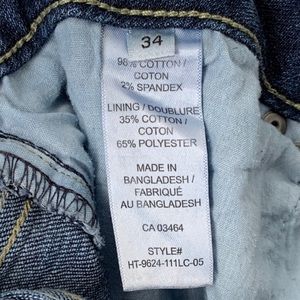 34
98% COTTON /
COTON
2% SPANDEX
LINING / DOUBLURE
35% COTTON /
COTON
65% POLYESTER
MADE IN
BANGLADESH /
FABRIQUÉ
AU BANGLADESH
CA 03464
STYLE#
HT-9624-111LC-05